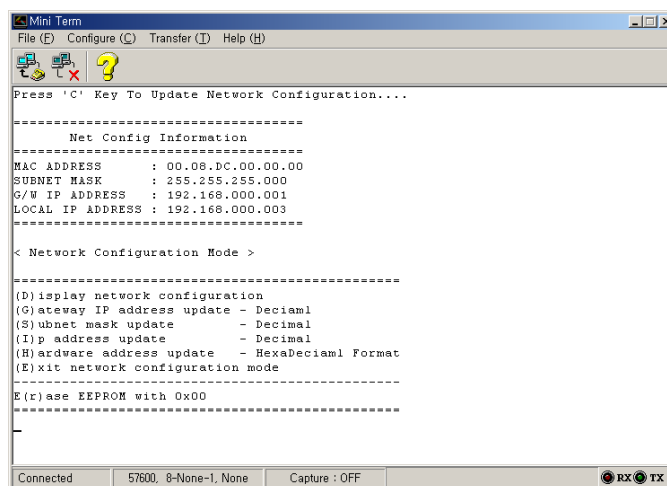 Mini Term
File (F) Configure (C) Transfer (T) Help (H)
Press 'C' Key To Update Network Configuration....
====================================
Net Config Information
====================================
MAC ADDRESS : 00.08.DC.00.00.00
SUBNET MASK : 255.255.255.000
G/W IP ADDRESS : 192.168.000.001
LOCAL IP ADDRESS : 192.168.000.003
====================================
< Network Configuration Mode >
================================================
(D)isplay network configuration
(G)ateway IP address update - Deciaml
(S)ubnet mask update - Decimal
(I)p address update - Decimal
(H)ardware address update - HexaDeciaml Format
(E)xit network configuration mode
------------------------------------------------
E(r)ase EEPROM with 0x00
================================================
Connected 57600, 8-None-1, None Capture : OFF RX TX